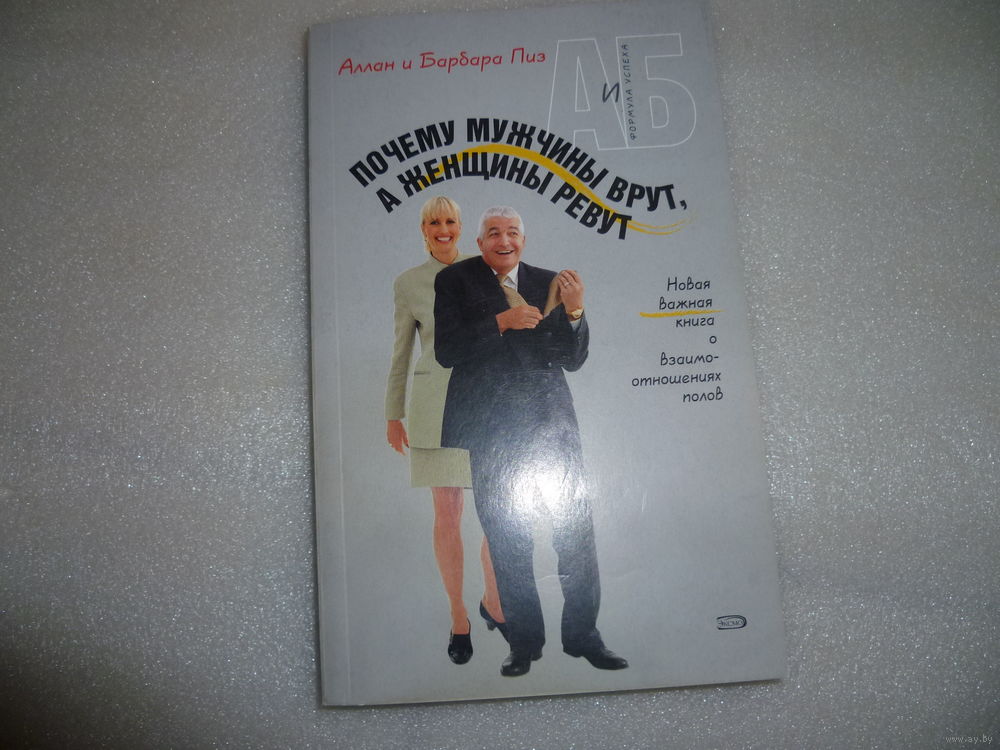 Аллан и Барбара Пиз
А и Б
ФОРМУЛА УСПЕХА
ПОЧЕМУ МУЖЧИНЫ ВРУТ,
А ЖЕНЩИНЫ РЕВУТ
Новая
важная
книга
о
взаимо-
отношениях
полов
ЭКСМО
www.ay.by